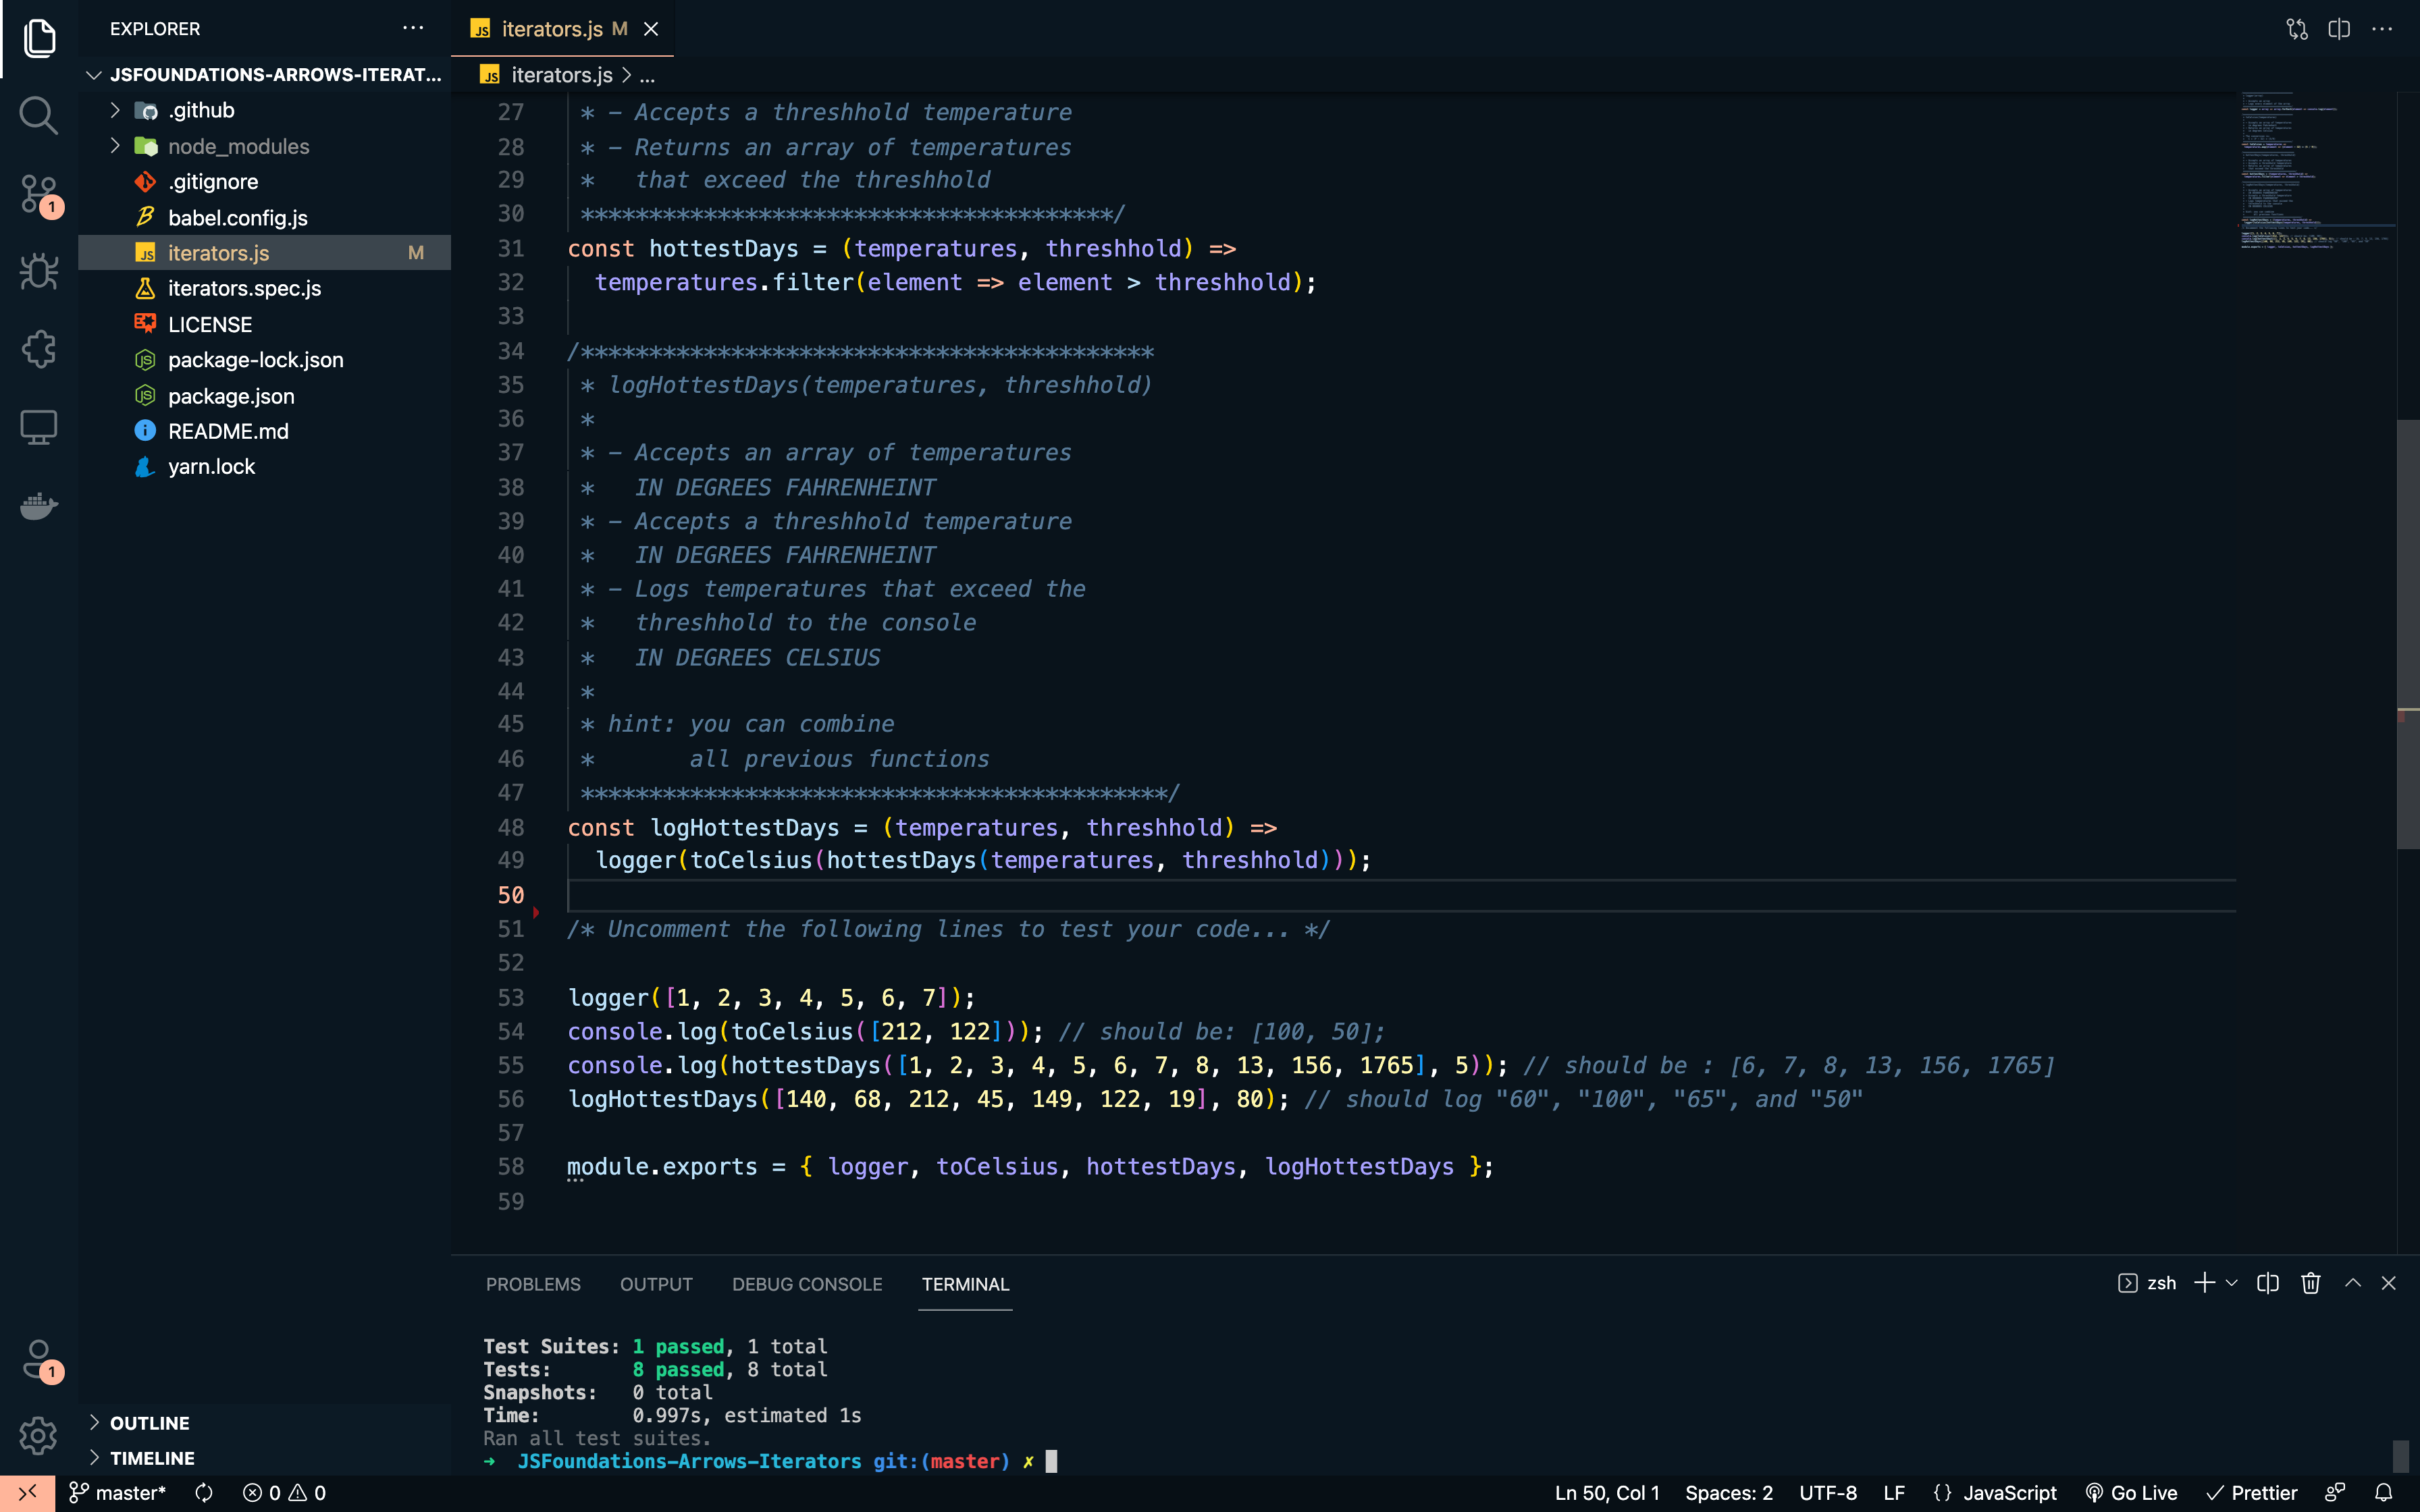 EXPLORER
JSFOUNDATIONS-ARROWS-ITERAT...
.github
node_modules
.gitignore
babel.config.js
iterators.js M
iterators.spec.js
LICENSE
package-lock.json
package.json
README.md
yarn.lock
1
1
OUTLINE
TIMELINE
JS iterators.js M
JS iterators.js > ...
27 * - Accepts a threshhold temperature
28 * - Returns an array of temperatures
29 *   that exceed the threshhold
30 ***************************************/
31 const hottestDays = (temperatures, threshhold) =>
32   temperatures.filter(element => element > threshhold);
33
34 /******************************************
35 * logHottestDays(temperatures, threshhold)
36 *
37 * - Accepts an array of temperatures
38 *   IN DEGREES FAHRENHEINT
39 * - Accepts a threshhold temperature
40 *   IN DEGREES FAHRENHEINT
41 * - Logs temperatures that exceed the
42 *   threshhold to the console
43 *   IN DEGREES CELSIUS
44 *
45 * hint: you can combine
46 *       all previous functions
47 *******************************************/
48 const logHottestDays = (temperatures, threshhold) =>
49   logger(toCelsius(hottestDays(temperatures, threshhold)));
50
51 /* Uncomment the following lines to test your code... */
52
53 logger([1, 2, 3, 4, 5, 6, 7]);
54 console.log(toCelsius([212, 122])); // should be: [100, 50];
55 console.log(hottestDays([1, 2, 3, 4, 5, 6, 7, 8, 13, 156, 1765], 5)); // should be : [6, 7, 8, 13, 156, 1765]
56 logHottestDays([140, 68, 212, 45, 149, 122, 19], 80); // should log "60", "100", "65", and "50"
57
58 module.exports = { logger, toCelsius, hottestDays, logHottestDays };
59
PROBLEMS OUTPUT DEBUG CONSOLE TERMINAL
zsh
Test Suites: 1 passed, 1 total
Tests:       8 passed, 8 total
Snapshots:   0 total
Time:        0.997s, estimated 1s
Ran all test suites.
➜  JSFoundations-Arrows-Iterators git:(master) ✗
master* 0 0 Ln 50, Col 1 Spaces: 2 UTF-8 LF {} JavaScript Go Live ✓ Prettier